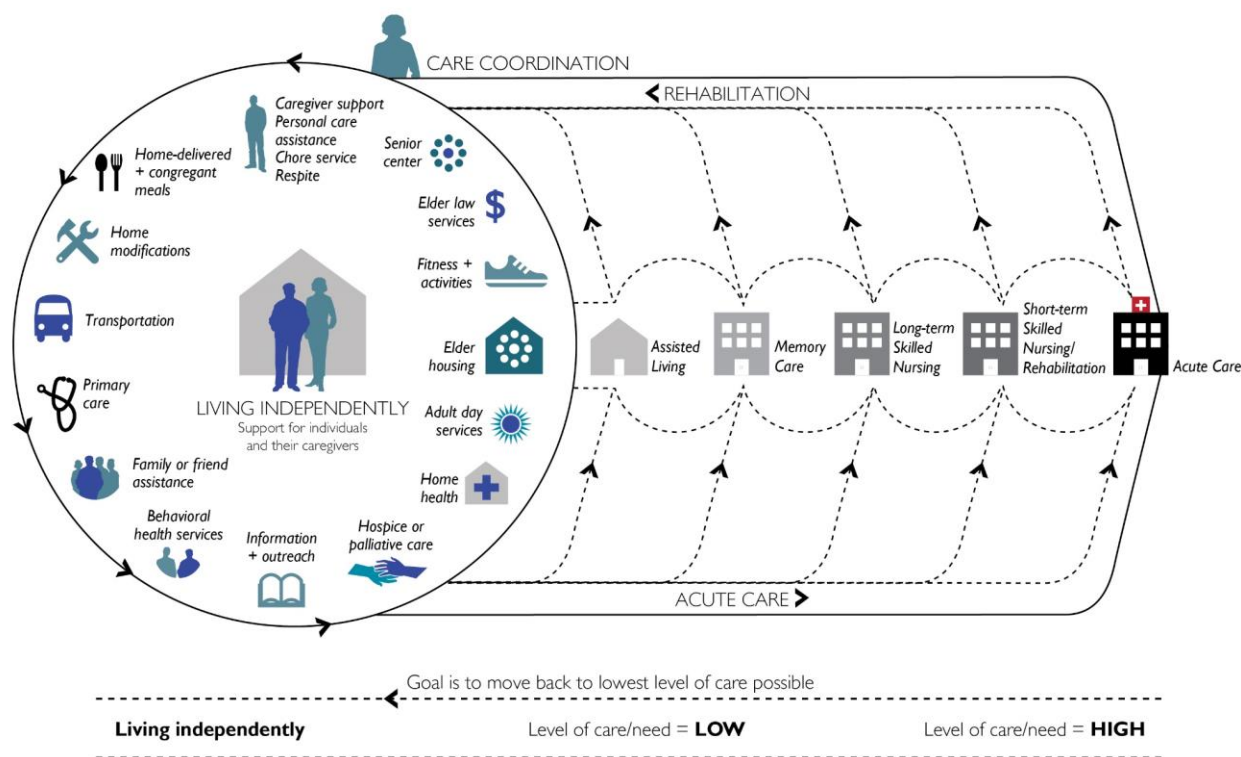 CARE COORDINATION
REHABILITATION
Caregiver support
Personal care
assistance
Chore service
Respite
Senior
center
Home-delivered
+ congregant
meals
Elder law
services
$
Home
modifications
Fitness +
activities
Transportation
Elder
housing
Primary
care
LIVING INDEPENDENTLY
Support for individuals
and their caregivers
Adult day
services
Family or friend
assistance
Home
health
Behavioral
health services
Information
+ outreach
Hospice or
palliative care
Assisted
Living
Memory
Care
Long-term
Skilled
Nursing
Short-term
Skilled
Nursing/
Rehabilitation
Acute Care
ACUTE CARE
Goal is to move back to lowest level of care possible
Living independently
Level of care/need = LOW
Level of care/need = HIGH